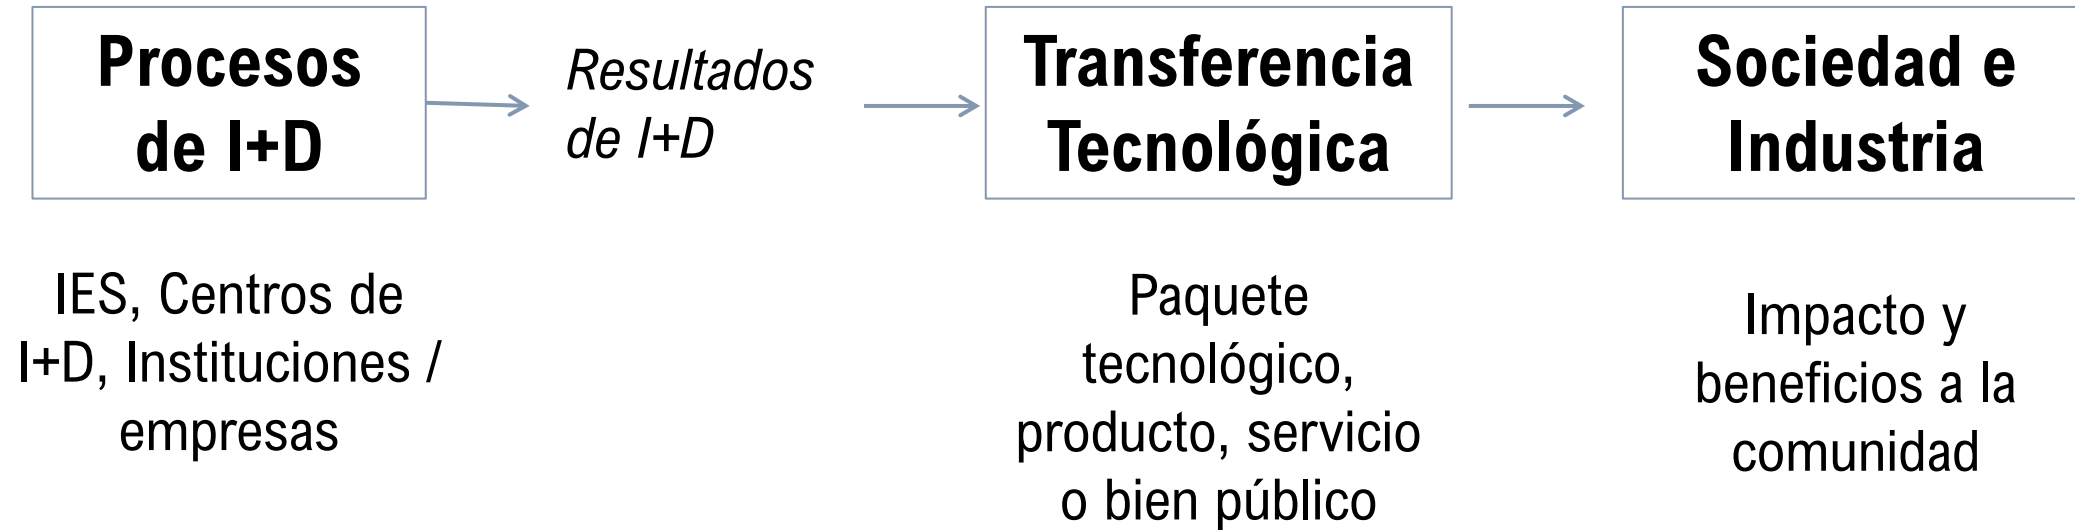 Procesos
de I+D
Resultados
de I+D
Transferencia
Tecnológica
Sociedad e
Industria
IES, Centros de
I+D, Instituciones /
empresas
Paquete
tecnológico,
producto, servicio
o bien público
Impacto y
beneficios a la
comunidad